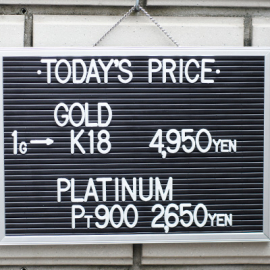 ·TODAY'S PRICE·
GOLD
1G→ K18 4,950YEN
PLATINUM
PT900 2,650YEN